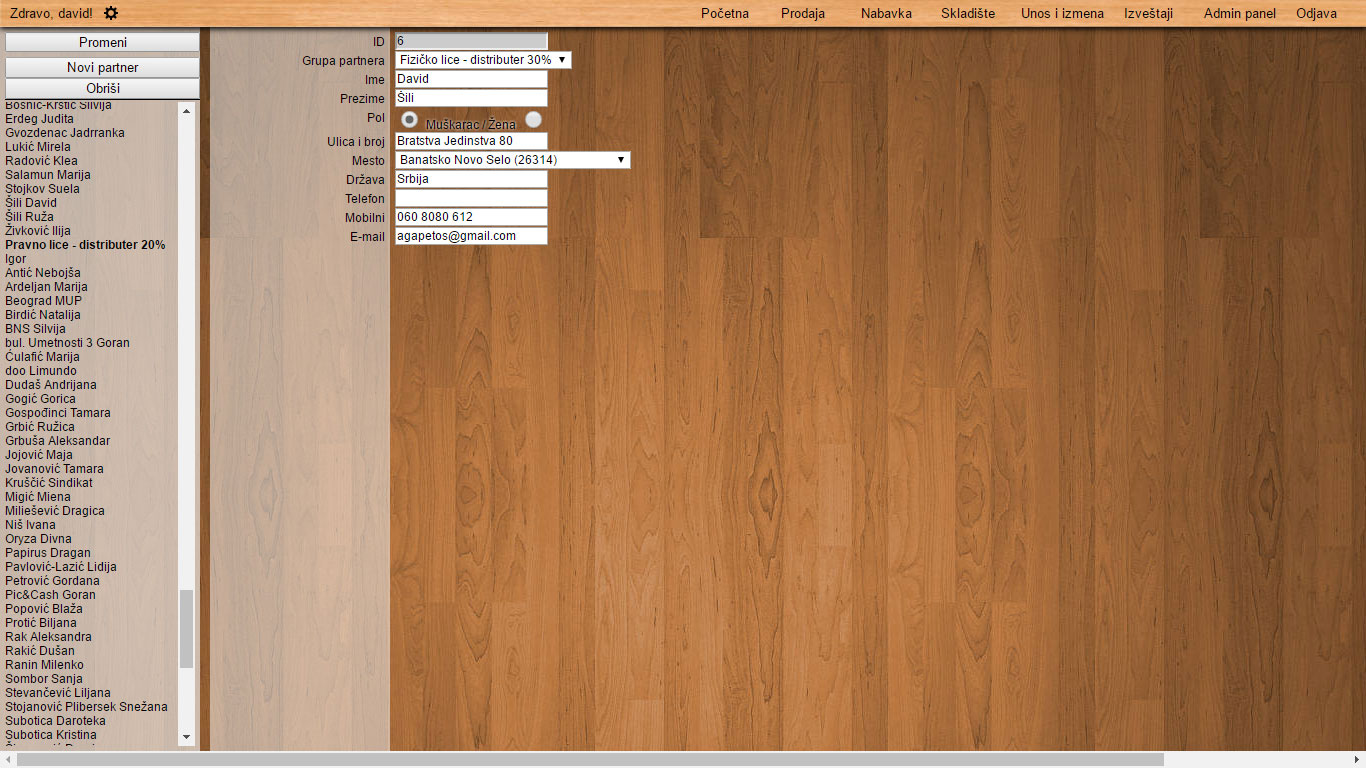 Zdravo, david! Početna Prodaja Nabavka Skladište Unos i izmena Izveštaji Admin panel Odjava
Promeni
Novi partner
Obriši
Bosnić-Krstić Silvija
Erdeg Judita
Gvozdenac Jadrranka
Lukić Mirela
Radović Klea
Salamun Marija
Stojkov Suela
Šili David
Šili Ruža
Živković Ilija
Pravno lice - distributer 20%
Igor
Antić Nebojša
Ardeljan Marija
Beograd MUP
Birdić Natalija
BNS Silvija
bul. Umetnosti 3 Goran
Ćulafić Marija
doo Limundo
Dudaš Andrijana
Gogić Gorica
Gospođinci Tamara
Grbić Ružica
Grbuša Aleksandar
Jojović Maja
Jovanović Tamara
Kruščić Sindikat
Migić Miena
Miliešević Dragica
Niš Ivana
Oryza Divna
Papirus Dragan
Pavlović-Lazić Lidija
Petrović Gordana
Pic&Cash Goran
Popović Blaža
Protić Biljana
Rak Aleksandra
Rakić Dušan
Ranin Milenko
Sombor Sanja
Stevančević Liljana
Stojanović Plibersek Snežana
Subotica Daroteka
Subotica Kristina
ID 6
Grupa partnera Fizičko lice - distributer 30%
Ime David
Prezime Šili
Pol Muškarac / Žena
Ulica i broj Bratstva Jedinstva 80
Mesto Banatsko Novo Selo (26314)
Država Srbija
Telefon
Mobilni 060 8080 612
E-mail agapetos@gmail.com